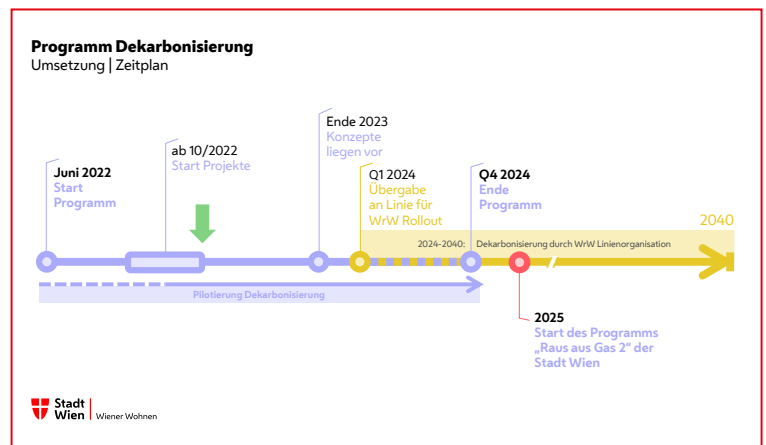 Programm Dekarbonisierung
Umsetzung | Zeitplan
Juni 2022
Start
Programm
ab 10/2022
Start Projekte
Ende 2023
Konzepte
liegen vor
Q1 2024
Übergabe
an Linie für
WrW Rollout
Q4 2024
Ende
Programm
2040
2024-2040: Dekarbonisierung durch WrW Linienorganisation
Pilotierung Dekarbonisierung
2025
Start des Programms
„Raus aus Gas 2“ der
Stadt Wien
Stadt
Wien
Wiener Wohnen